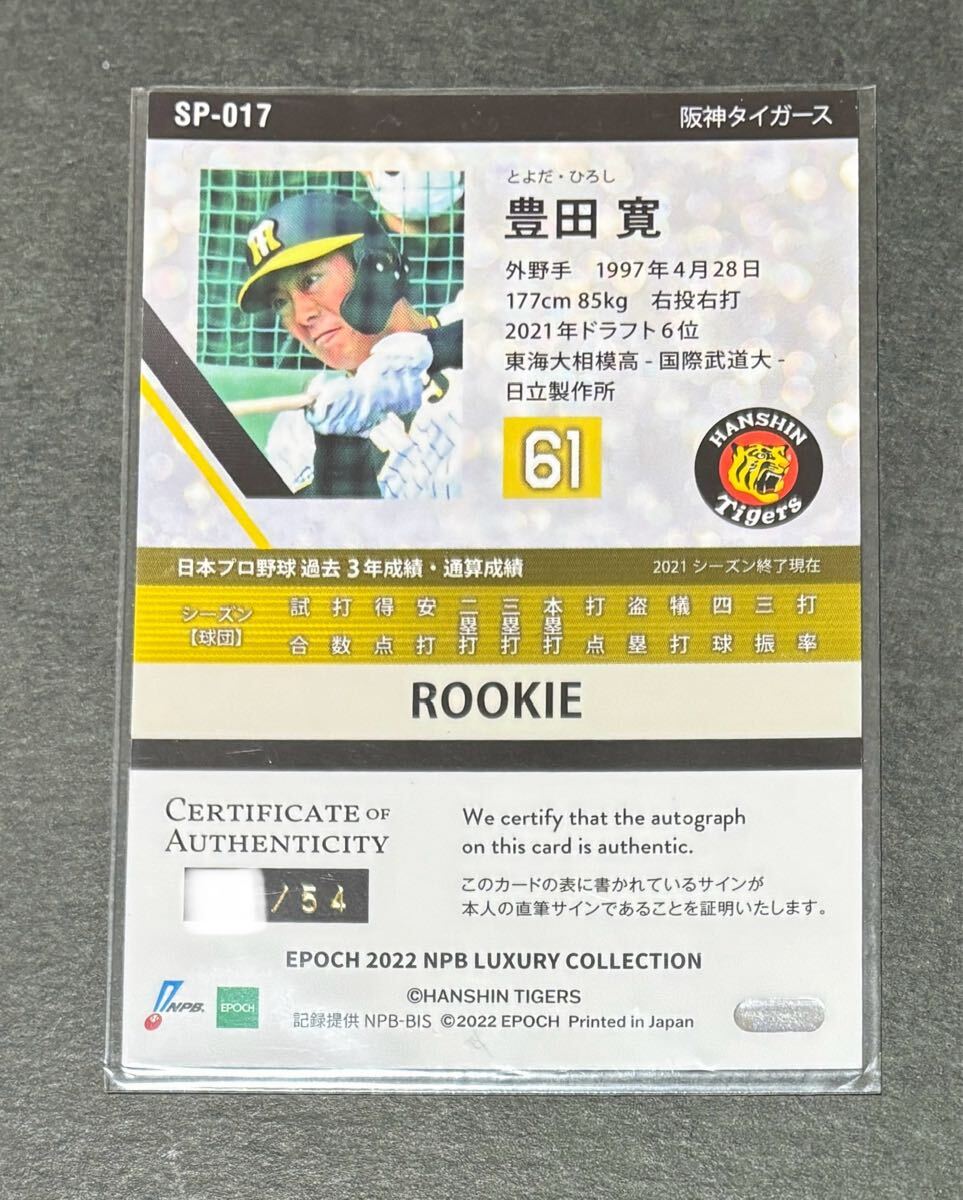 SP-017
阪神タイガース
とよだ・ひろし
豊田 寛
外野手 1997年4月28日
177cm 85kg 右投右打
2021年ドラフト6位
東海大相模高 - 国際武道大 -
日立製作所
61
HANSHIN
Tigers
日本プロ野球 過去 3年成績・通算成績
2021 シーズン終了現在
シーズン
【球団】
試合 打数 得点 安打 二塁打 三塁打 本塁打 打点 盗塁 犠打 四球 三振 打率
ROOKIE
CERTIFICATE OF
AUTHENTICITY
/54
We certify that the autograph
on this card is authentic.
このカードの表に書かれているサインが
本人の直筆サインであることを証明いたします。
EPOCH 2022 NPB LUXURY COLLECTION
©HANSHIN TIGERS
NPB.
EPOCH
記録提供 NPB-BIS ©2022 EPOCH Printed in Japan